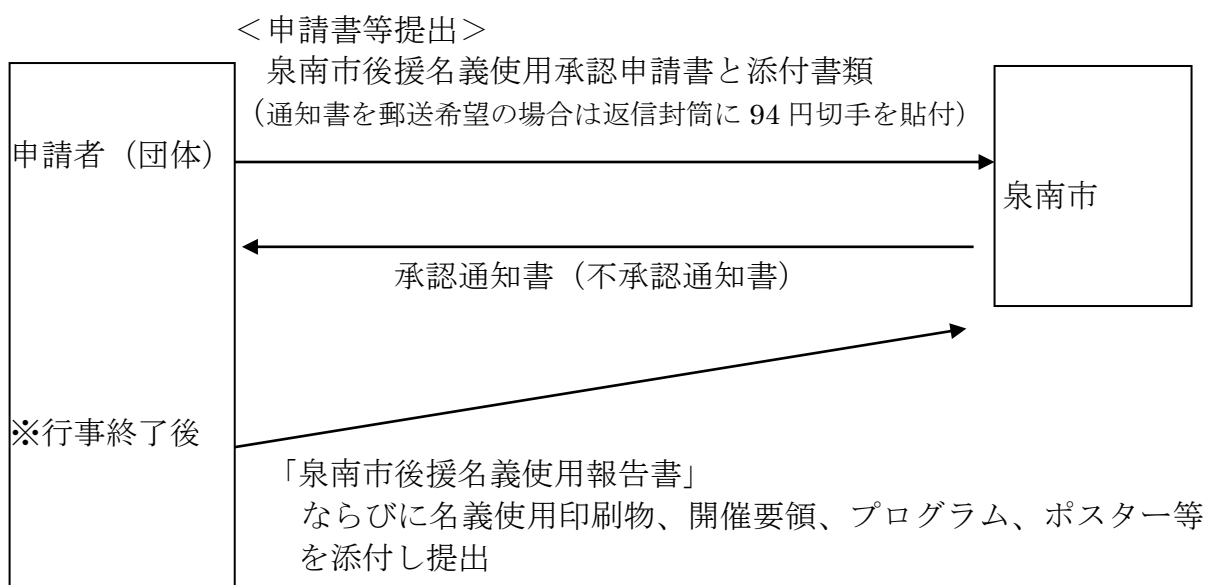 ＜申請書等提出＞
泉南市後援名義使用承認申請書と添付書類
（通知書を郵送希望の場合は返信封筒に 94 円切手を貼付）
申請者（団体）
泉南市
承認通知書（不承認通知書）
※行事終了後
「泉南市後援名義使用報告書」
ならびに名義使用印刷物、開催要領、プログラム、ポスター等
を添付し提出